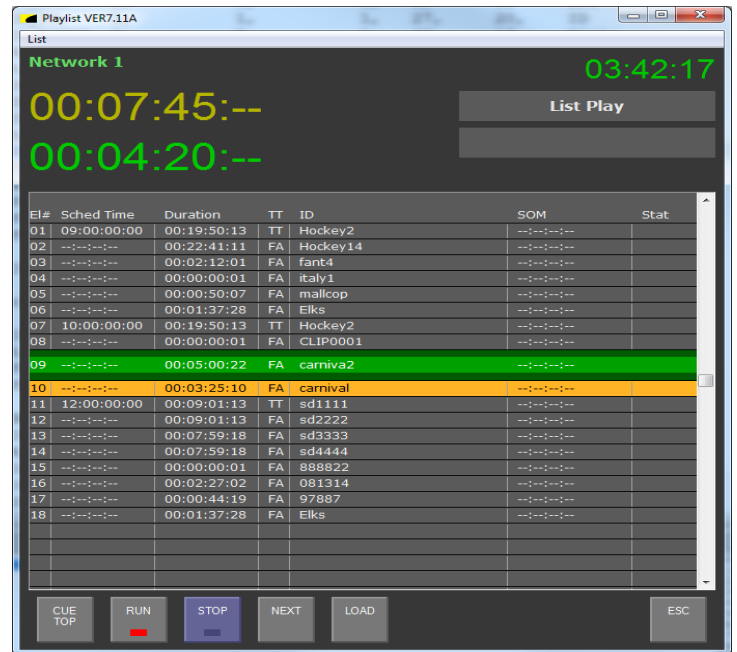 Playlist VER7.11A
List
Network 1
03:42:17
00:07:45:--
List Play
00:04:20:--
El# Sched Time Duration TT ID SOM Stat
01 09:00:00:00 00:19:50:13 TT Hockey2 --:--:--:--
02 --:--:--:-- 00:22:41:11 FA Hockey14 --:--:--:--
03 --:--:--:-- 00:02:12:01 FA fant4 --:--:--:--
04 --:--:--:-- 00:00:00:01 FA italy1 --:--:--:--
05 --:--:--:-- 00:00:50:07 FA mallcop --:--:--:--
06 --:--:--:-- 00:01:37:28 FA Elks --:--:--:--
07 10:00:00:00 00:19:50:13 TT Hockey2 --:--:--:--
08 --:--:--:-- 00:00:00:01 FA CLIP0001 --:--:--:--
09 --:--:--:-- 00:05:00:22 FA carniva2 --:--:--:--
10 --:--:--:-- 00:03:25:10 FA carnival --:--:--:--
11 12:00:00:00 00:09:01:13 TT sd1111 --:--:--:--
12 --:--:--:-- 00:09:01:13 FA sd2222 --:--:--:--
13 --:--:--:-- 00:07:59:18 FA sd3333 --:--:--:--
14 --:--:--:-- 00:07:59:18 FA sd4444 --:--:--:--
15 --:--:--:-- 00:00:00:01 FA 888822 --:--:--:--
16 --:--:--:-- 00:02:27:02 FA 081314 --:--:--:--
17 --:--:--:-- 00:00:44:19 FA 97887 --:--:--:--
18 --:--:--:-- 00:01:37:28 FA Elks --:--:--:--
CUE TOP RUN STOP NEXT LOAD ESC